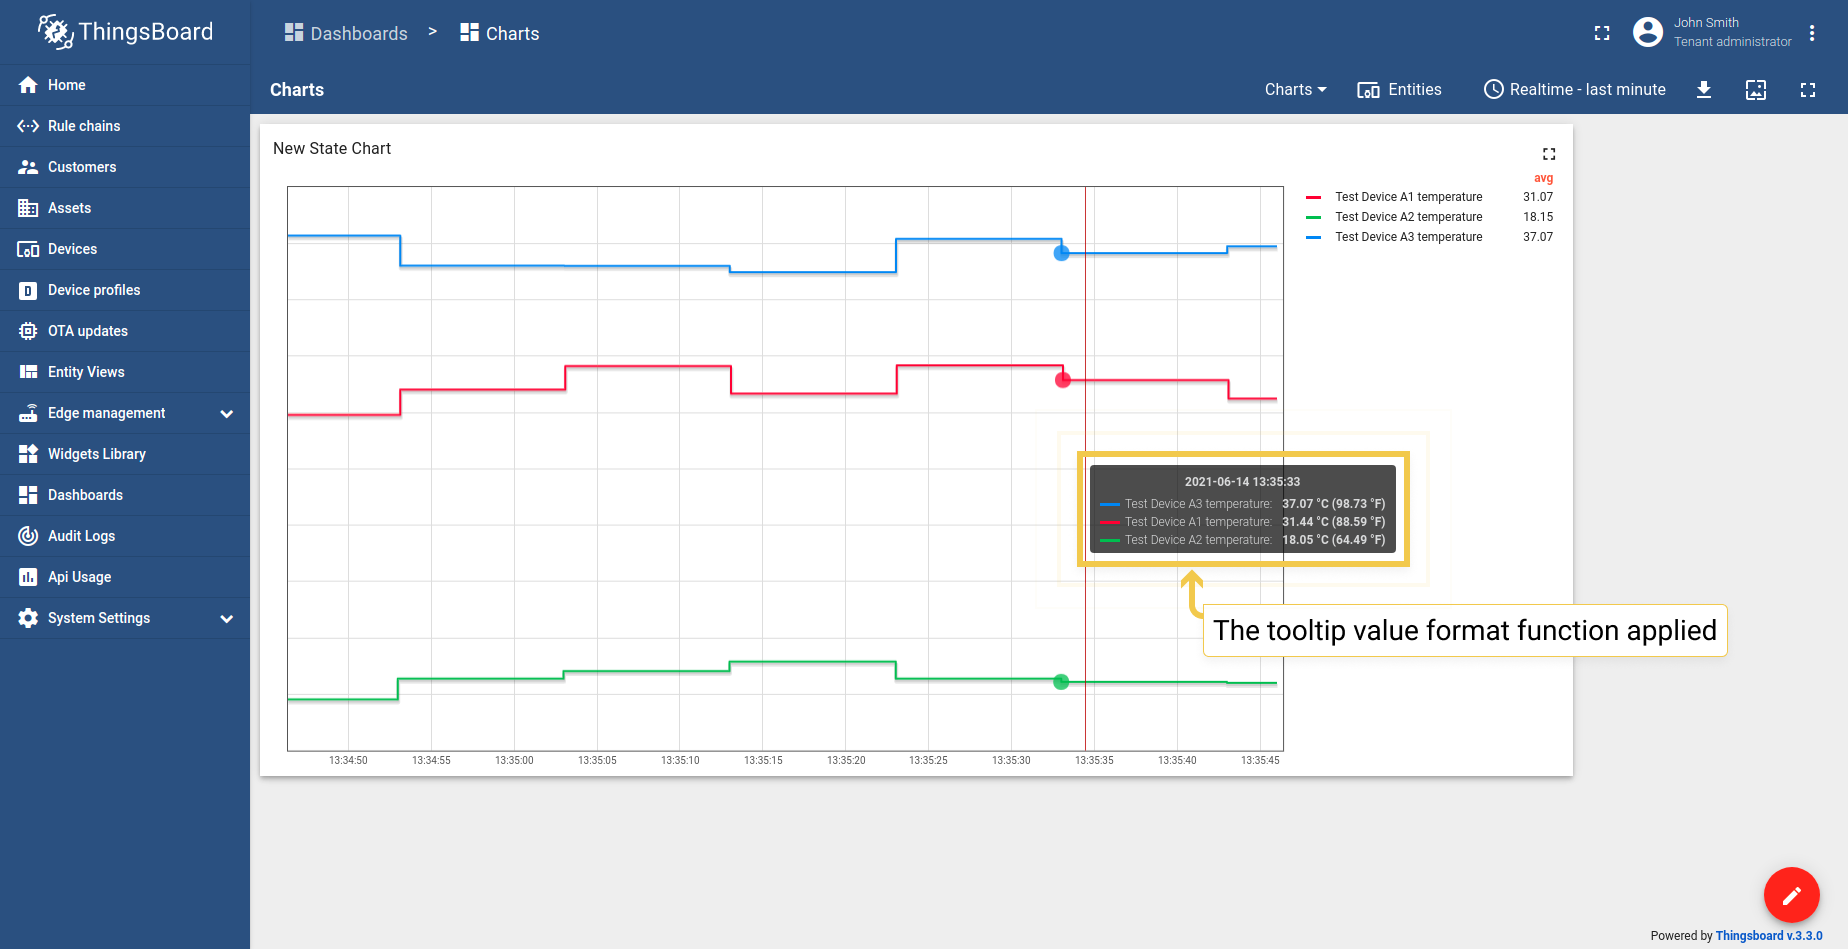 ThingsBoard
Dashboards > Charts
John Smith
Tenant administrator
Home
Rule chains
Customers
Assets
Devices
Device profiles
OTA updates
Entity Views
Edge management
Widgets Library
Dashboards
Audit Logs
Api Usage
System Settings
Charts
Charts Entities Realtime - last minute
New State Chart
avg
Test Device A1 temperature 31.07
Test Device A2 temperature 18.15
Test Device A3 temperature 37.07
2021-06-14 13:35:33
Test Device A3 temperature: 37.07 °C (98.73 °F)
Test Device A1 temperature: 31.44 °C (88.59 °F)
Test Device A2 temperature: 18.05 °C (64.49 °F)
The tooltip value format function applied
13:34:50 13:34:55 13:35:00 13:35:05 13:35:10 13:35:15 13:35:20 13:35:25 13:35:30 13:35:35 13:35:40 13:35:45
Powered by Thingsboard v.3.3.0